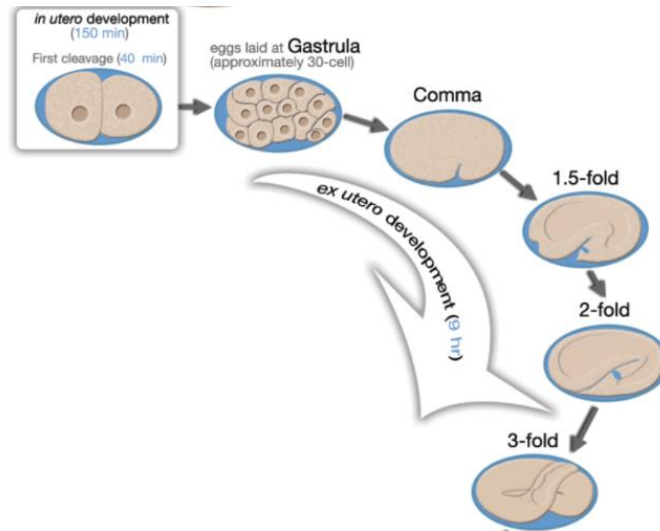 in utero development
(150 min)
First cleavage (40 min)
eggs laid at Gastrula
(approximately 30-cell)
Comma
1.5-fold
ex utero development (9 hr)
2-fold
3-fold